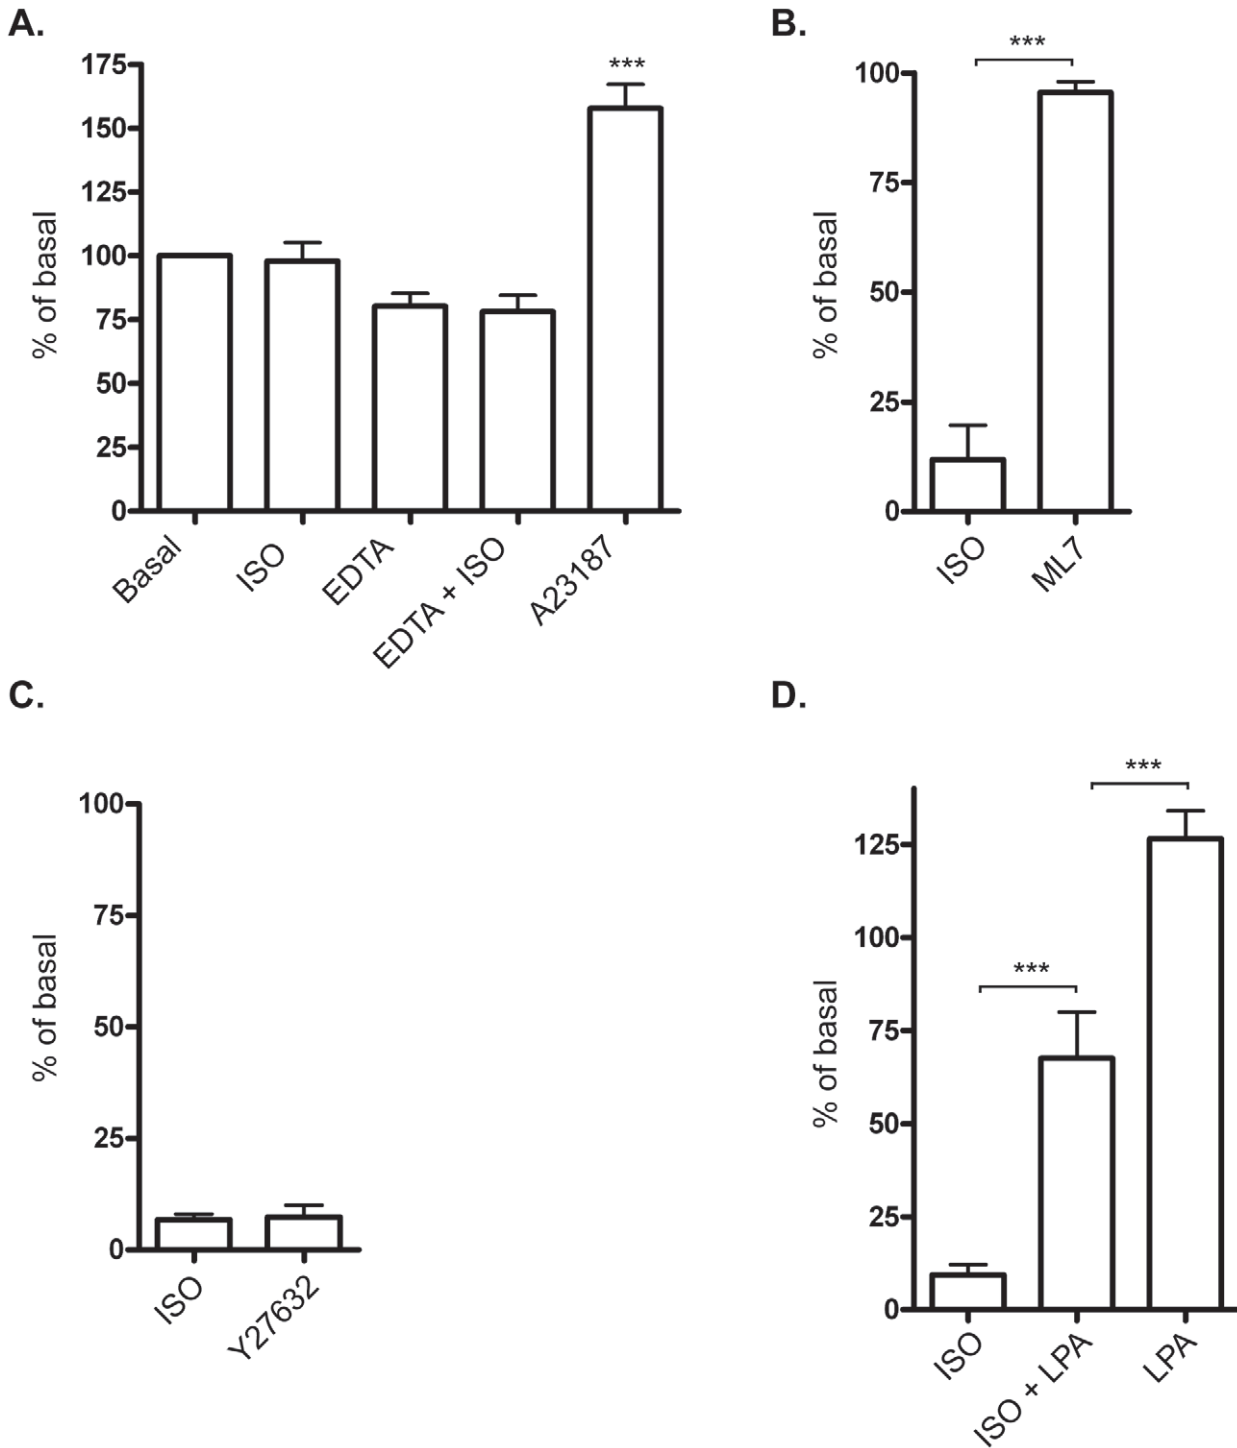 A.
% of basal
175
150
125
100
75
50
25
0
***
Basal
ISO
EDTA
EDTA + ISO
A23187
B.
% of basal
100
75
50
25
0
***
ISO
ML7
C.
% of basal
100
75
50
25
0
ISO
Y27632
D.
% of basal
125
100
75
50
25
0
***
***
ISO
ISO + LPA
LPA